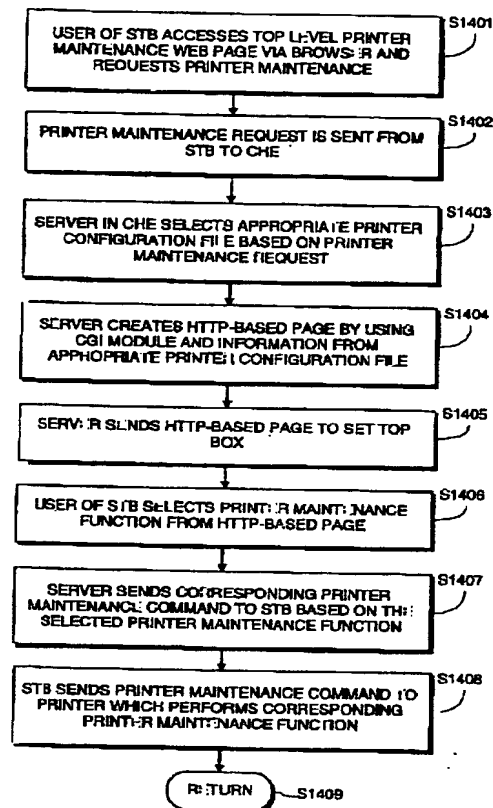 S1401
USER OF STB ACCESSES TOP LEVEL PRINTER
MAINTENANCE WEB PAGE VIA BROWSER AND
REQUESTS PRINTER MAINTENANCE
S1402
PRINTER MAINTENANCE REQUEST IS SENT FROM
STB TO CHE
S1403
SERVER IN CHE SELECTS APPROPRIATE PRINTER
CONFIGURATION FILE BASED ON PRINTER
MAINTENANCE REQUEST
S1404
SERVER CREATES HTTP-BASED PAGE BY USING
CGI MODULE AND INFORMATION FROM
APPROPRIATE PRINTER CONFIGURATION FILE
S1405
SERVER SENDS HTTP-BASED PAGE TO SET TOP
BOX
S1406
USER OF STB SELECTS PRINTER MAINTENANCE
FUNCTION FROM HTTP-BASED PAGE
S1407
SERVER SENDS CORRESPONDING PRINTER
MAINTENANCE COMMAND TO STB BASED ON THE
SELECTED PRINTER MAINTENANCE FUNCTION
S1408
STB SENDS PRINTER MAINTENANCE COMMAND TO
PRINTER WHICH PERFORMS CORRESPONDING
PRINTER MAINTENANCE FUNCTION
RETURN S1409